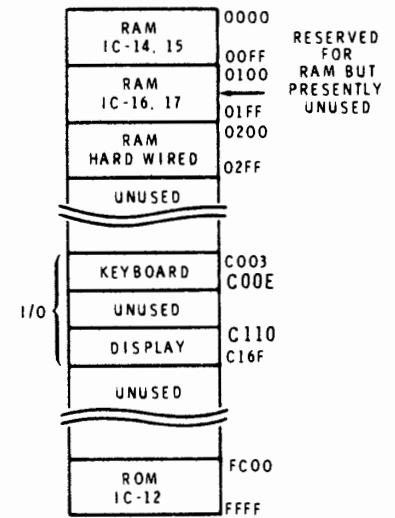 0000
RAM
IC-14, 15
00FF
RESERVED
FOR
RAM BUT
PRESENTLY
UNUSED
0100
RAM
IC-16, 17
01FF
0200
RAM
HARD WIRED
02FF
UNUSED
I/O
C003
KEYBOARD
C00E
UNUSED
C110
DISPLAY
C16F
UNUSED
FC00
ROM
IC-12
FFFF